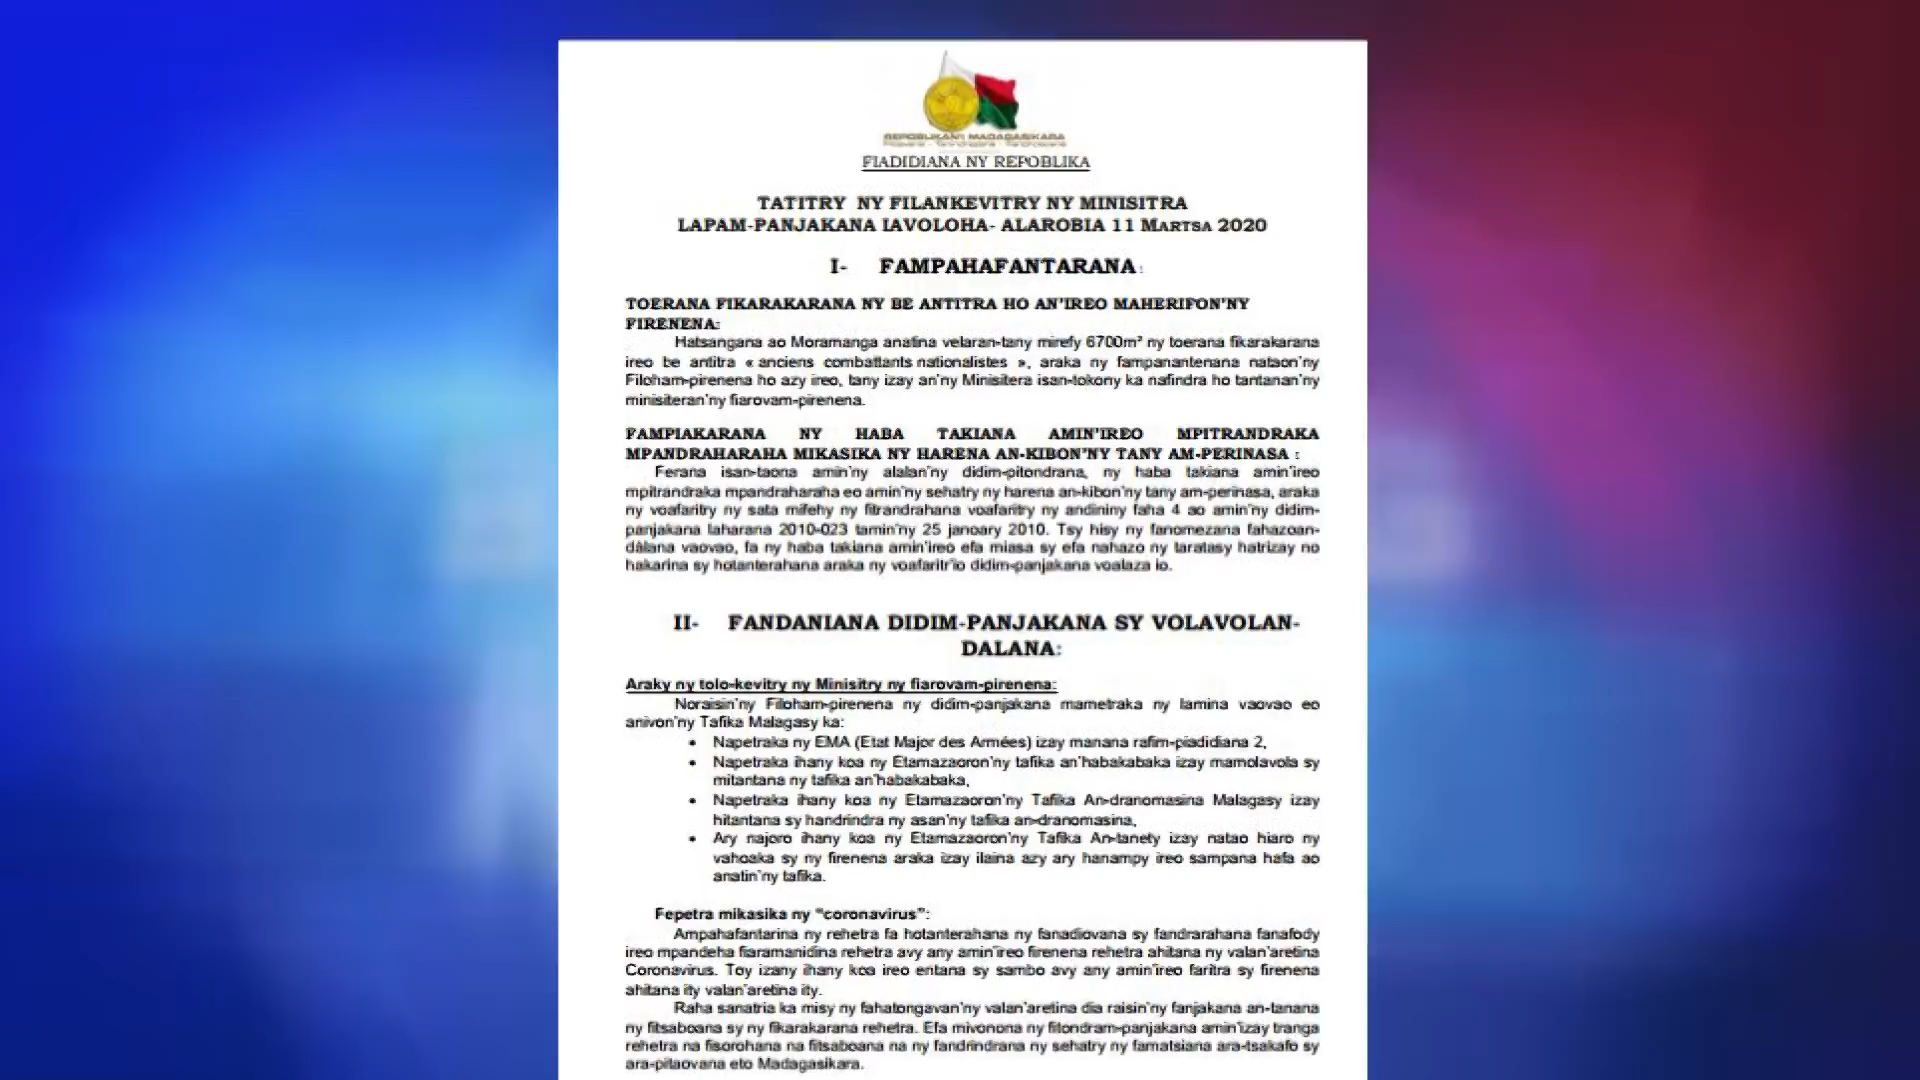 REPOBLIKAN'I MADAGASIKARA
FIADIDIANA NY REPOBLIKA
TATITRY NY FILANKEVITRY NY MINISITRA
LAPAM-PANJAKANA IAVOLOHA- ALAROBIA 11 MARTSA 2020
I- FAMPAHAFANTARANA :
TOERANA FIKARAKARANA NY BE ANTITRA HO AN'IREO MAHERIFON'NY
FIRENENA:
Hatsangana ao Moramanga anatina velaran-tany mirefy 6700m² ny toerana fikarakarana
ireo be antitra « anciens combattants nationalistes », araka ny fampanantenana nataon'ny
Filoham-pirenena ho azy ireo, tany izay an'ny Minisitera isan-tokony ka nafindra ho tantanan'ny
minisiteran'ny fiarovam-pirenena.
FAMPIAKARANA NY HABA TAKIANA AMIN'IREO MPITRANDRAKA
MPANDRAHARAHA MIKASIKA NY HARENA AN-KIBON'NY TANY AM-PERINASA :
Ferana isan-taona amin'ny alalan'ny didim-pitondrana, ny haba takiana amin'ireo
mpitrandraka mpandraharaha eo amin'ny sehatry ny harena an-kibon'ny tany am-perinasa, araka
ny voafaritry ny sata mifehy ny fitrandrahana voafaritry ny andininy faha 4 ao amin'ny didim-
panjakana laharana 2010-023 tamin'ny 25 janoary 2010. Tsy hisy ny fanomezana fahazoan-
dàlana vaovao, fa ny haba takiana amin'ireo efa miasa sy efa nahazo ny taratasy hatrizay no
hakarina sy hotanterahana araka ny voafaritr'io didim-panjakana voalaza io.
II- FANDANIANA DIDIM-PANJAKANA SY VOLAVOLAN-
DALANA:
Araky ny tolo-kevitry ny Minisitry ny fiarovam-pirenena:
Noraisin'ny Filoham-pirenena ny didim-panjakana mametraka ny lamina vaovao eo
anivon'ny Tafika Malagasy ka:
• Napetraka ny EMA (Etat Major des Armées) izay manana rafim-piadidiana 2,
• Napetraka ihany koa ny Etamazaoron'ny tafika an'habakabaka izay mamolavola sy
mitantana ny tafika an'habakabaka,
• Napetraka ihany koa ny Etamazaoron'ny Tafika An-dranomasina Malagasy izay
hitantana sy handrindra ny asan'ny tafika an-dranomasina,
• Ary najoro ihany koa ny Etamazaoron'ny Tafika An-tanety izay natao hiaro ny
vahoaka sy ny firenena araka izay ilaina azy ary hanampy ireo sampana hafa ao
anatin'ny tafika.
Fepetra mikasika ny "coronavirus":
Ampahafantarina ny rehetra fa hotanterahana ny fanadiovana sy fandrarahana fanafody
ireo mpandeha fiaramanidina rehetra avy any amin'ireo firenena rehetra ahitana ny valan'aretina
Coronavirus. Toy izany ihany koa ireo entana sy sambo avy any amin'ireo faritra sy firenena
ahitana ity valan'aretina ity.
Raha sanatria ka misy ny fahatongavan'ny valan'aretina dia raisin'ny fanjakana an-tanana
ny fitsaboana sy ny fikarakarana rehetra. Efa mivonona ny fitondram-panjakana amin'izay tranga
rehetra na fisorohana na fitsaboana na ny fandrindrana ny sehatry ny famatsiana ara-tsakafo sy
ara-pitaovana eto Madagasikara.